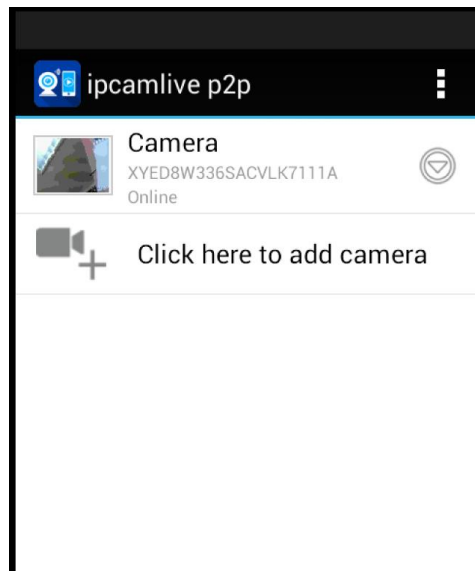 ipcamlive p2p
Camera
XYED8W336SACVLK7111A
Online
Click here to add camera